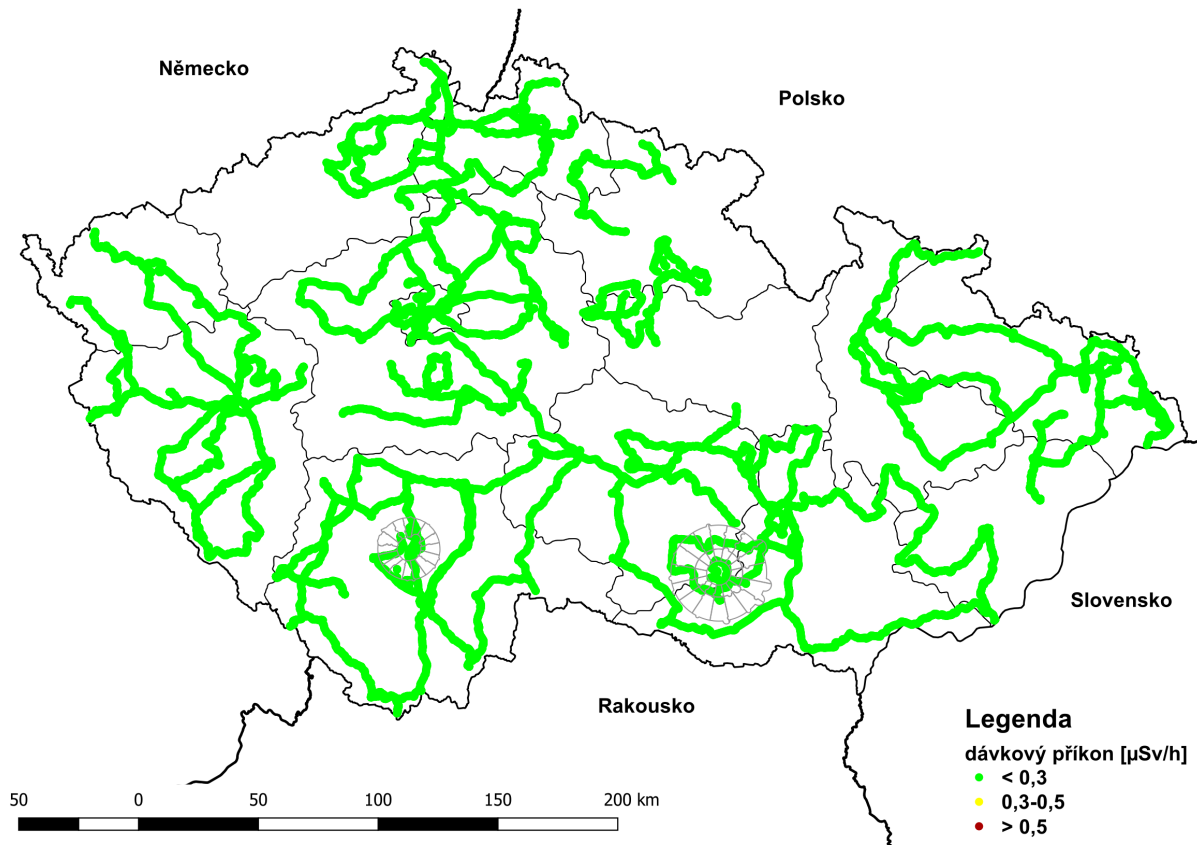 Německo
Polsko
Slovensko
Rakousko
Legenda
dávkový příkon [µSv/h]
< 0,3
0,3-0,5
> 0,5
50 0 50 100 150 200 km